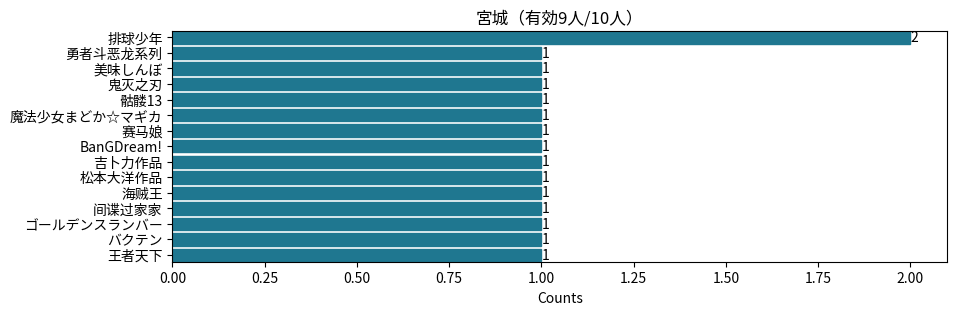 宮城（有効9人/10人）
排球少年 2
勇者斗恶龙系列 1
美味しんぼ 1
鬼灭之刃 1
骷髅13 1
魔法少女まどか☆マギカ 1
赛马娘 1
BanGDream! 1
吉卜力作品 1
松本大洋作品 1
海贼王 1
间谍过家家 1
ゴールデンスランバー 1
バクテン 1
王者天下 1
0.00 0.25 0.50 0.75 1.00 1.25 1.50 1.75 2.00
Counts